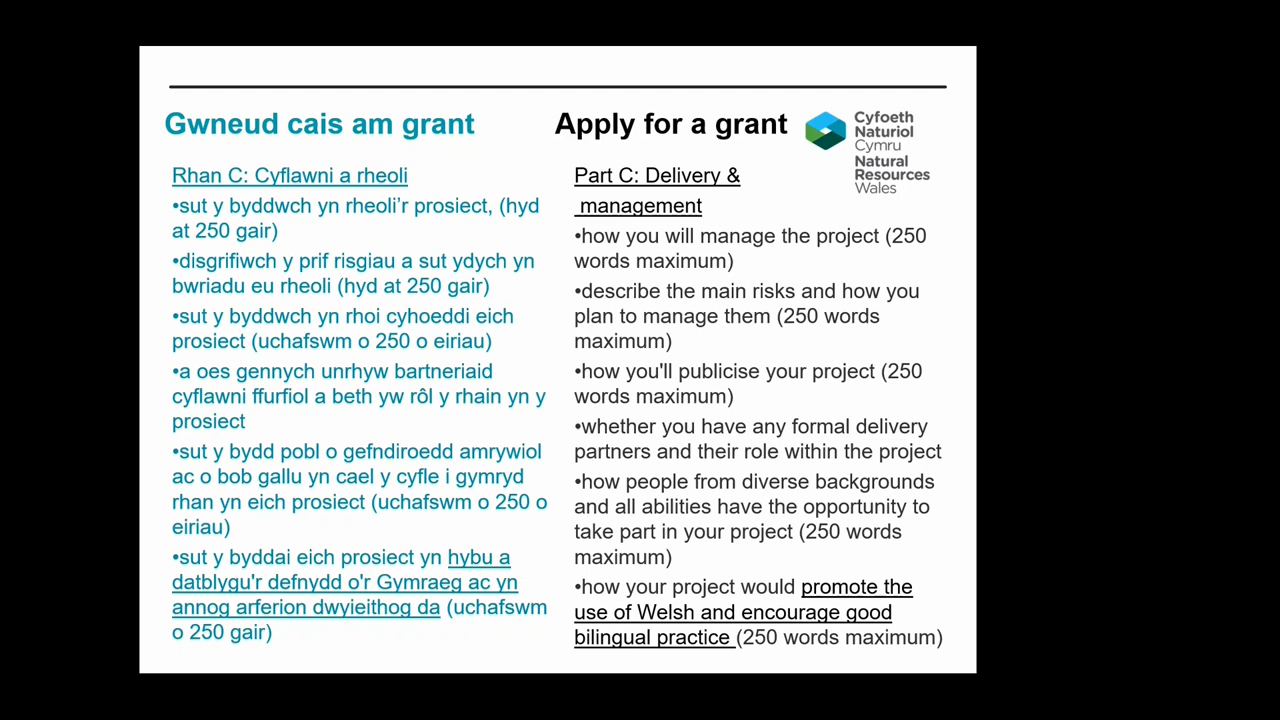 Gwneud cais am grant
Rhan C: Cyflawni a rheoli
•sut y byddwch yn rheoli’r prosiect, (hyd
at 250 gair)
•disgrifiwch y prif risgiau a sut ydych yn
bwriadu eu rheoli (hyd at 250 gair)
•sut y byddwch yn rhoi cyhoeddi eich
prosiect (uchafswm o 250 o eiriau)
•a oes gennych unrhyw bartneriaid
cyflawni ffurfiol a beth yw rôl y rhain yn y
prosiect
•sut y bydd pobl o gefndiroedd amrywiol
ac o bob gallu yn cael y cyfle i gymryd
rhan yn eich prosiect (uchafswm o 250 o
eiriau)
•sut y byddai eich prosiect yn hybu a
datblygu'r defnydd o'r Gymraeg ac yn
annog arferion dwyieithog da (uchafswm
o 250 gair)
Apply for a grant
Cyfoeth
Naturiol
Cymru
Natural
Resources
Wales
Part C: Delivery &
management
•how you will manage the project (250
words maximum)
•describe the main risks and how you
plan to manage them (250 words
maximum)
•how you'll publicise your project (250
words maximum)
•whether you have any formal delivery
partners and their role within the project
•how people from diverse backgrounds
and all abilities have the opportunity to
take part in your project (250 words
maximum)
•how your project would promote the
use of Welsh and encourage good
bilingual practice (250 words maximum)